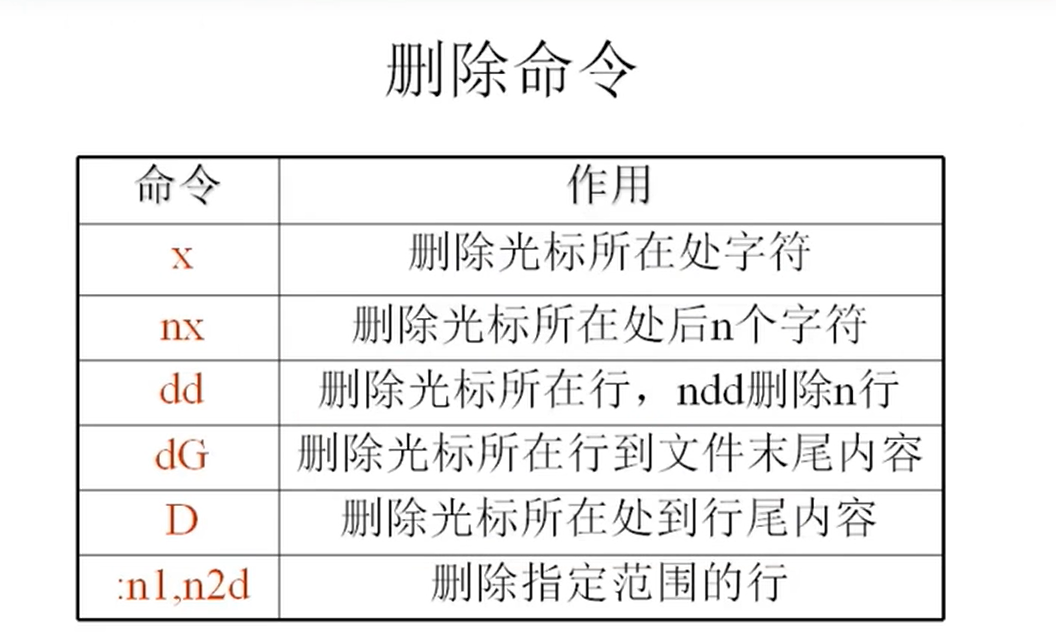 删除命令
命令 作用
x 删除光标所在处字符
nx 删除光标所在处后n个字符
dd 删除光标所在行，ndd删除n行
dG 删除光标所在行到文件末尾内容
D 删除光标所在处到行尾内容
:n1,n2d 删除指定范围的行